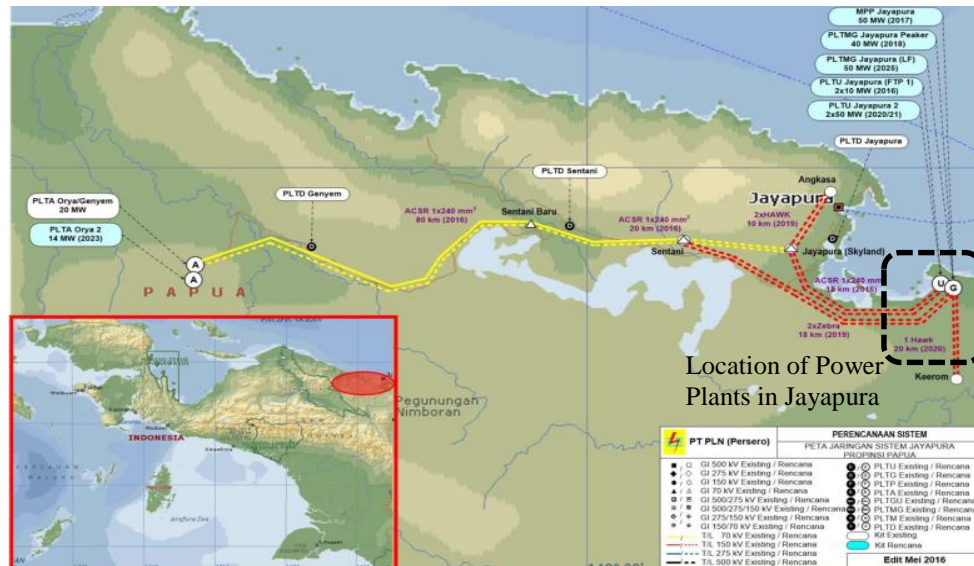 MPP Jayapura
50 MW (2017)
PLTMG Jayapura Peaker
40 MW (2018)
PLTMG Jayapura (LF)
50 MW (2025)
PLTU Jayapura (FTP 1)
2x10 MW (2016)
PLTU Jayapura 2
2x50 MW (2020/21)
PLTD Jayapura
PLTD Sentani
PLTD Genyem
PLTA Orya/Genyem
20 MW
PLTA Orya 2
14 MW (2023)
Angkasa
Jayapura
2xHAWK
10 km (2019)
ACSR 1x240 mm²
80 km (2016)
Sentani Baru
ACSR 1x240 mm²
20 km (2016)
Sentani
Jayapura (Skyland)
D
D
D
A
A
U
G
PAPUA
ACSR 1x240 mm²
2xZebra
18 km (2019)
1 Hawk
20 km (2020)
Keerom
Location of Power
Plants in Jayapura
Pegunungan
Nimboran
INDONESIA
Arafura Sea
PT PLN (Persero)
PERENCANAAN SISTEM
PETA JARINGAN SISTEM JAYAPURA
PROPINSI PAPUA
GI 500 kV Existing / Rencana
GI 275 kV Existing / Rencana
GI 150 kV Existing / Rencana
GI 70 kV Existing / Rencana
GI 500/275 kV Existing / Rencana
GI 500/275/150 kV Existing / Rencana
GI 275/150 kV Existing / Rencana
GI 150/70 kV Existing / Rencana
T/L 70 kV Existing / Rencana
T/L 150 kV Existing / Rencana
T/L 275 kV Existing / Rencana
T/L 500 kV Existing / Rencana
PLTU Existing / Rencana
PLTG Existing / Rencana
PLTP Existing / Rencana
PLTA Existing / Rencana
PLTGU Existing / Rencana
PLTMG Existing / Rencana
PLTM Existing / Rencana
PLTD Existing / Rencana
Kit Existing
Kit Rencana
Edit Mei 2016